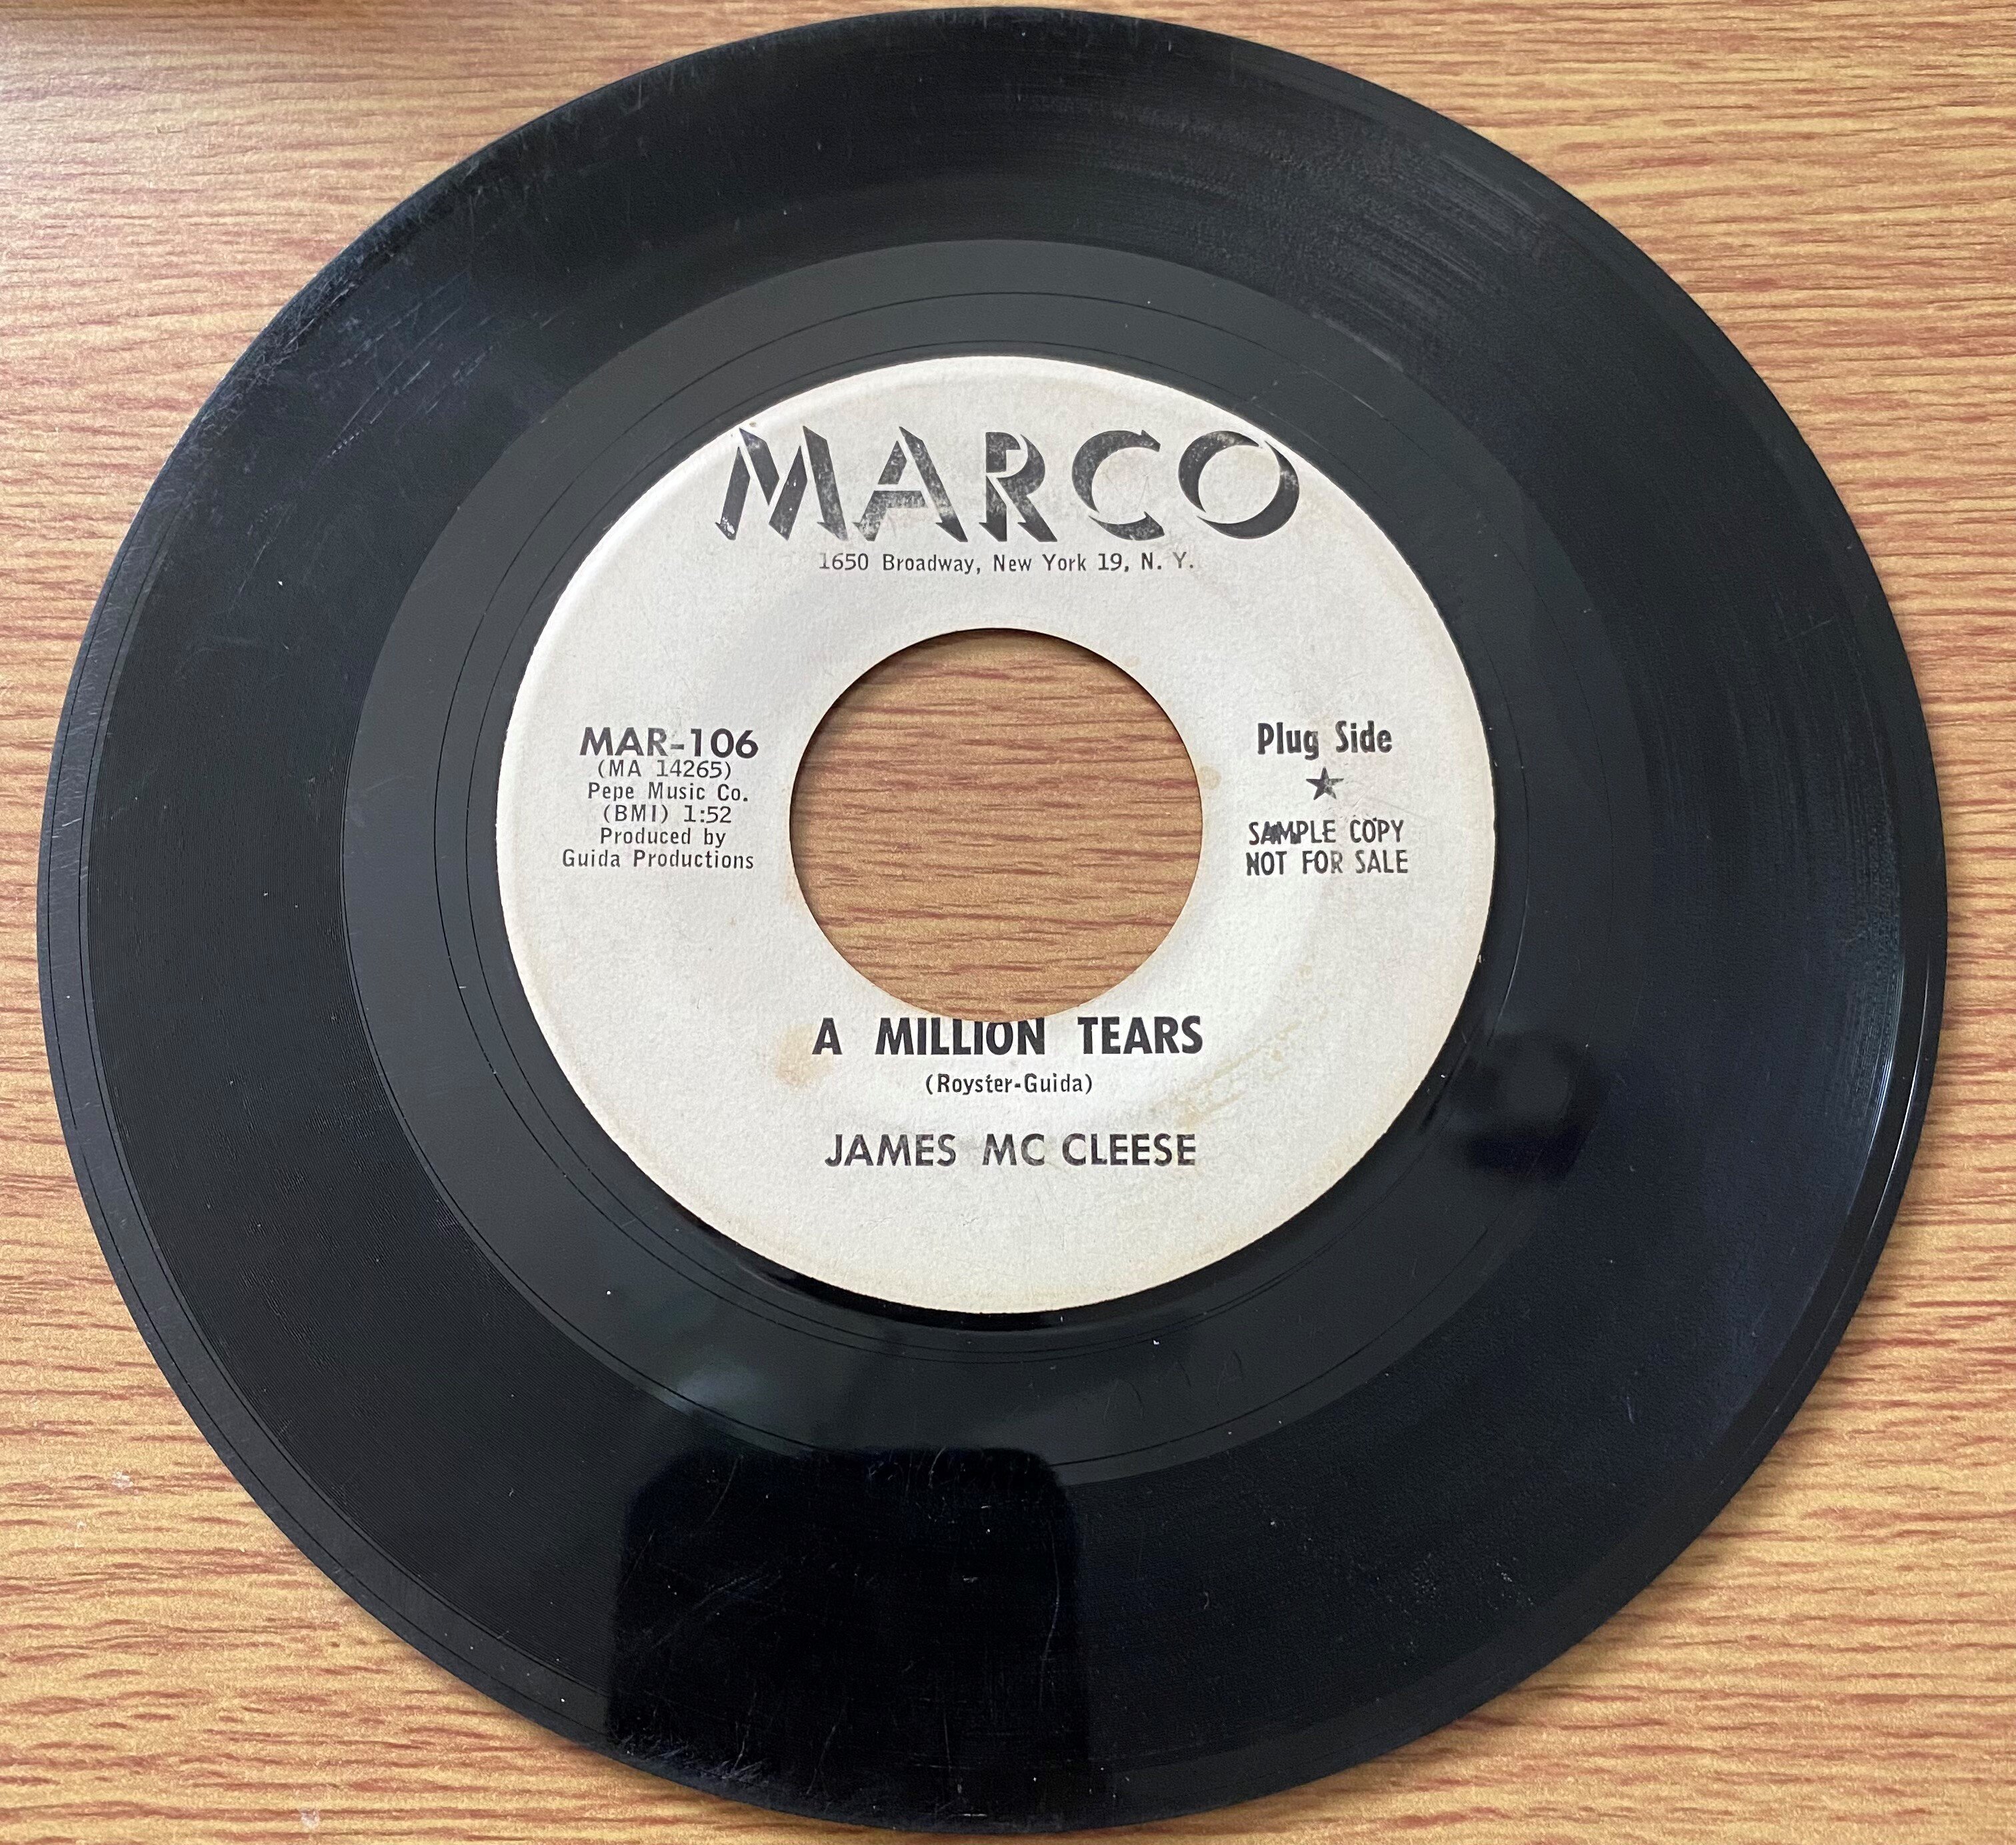 MARCO
1650 Broadway, New York 19, N. Y.
MAR-106
(MA 14265)
Pepe Music Co.
(BMI) 1:52
Produced by
Guida Productions
Plug Side
★
SAMPLE COPY
NOT FOR SALE
A MILLION TEARS
(Royster-Guida)
JAMES MC CLEESE